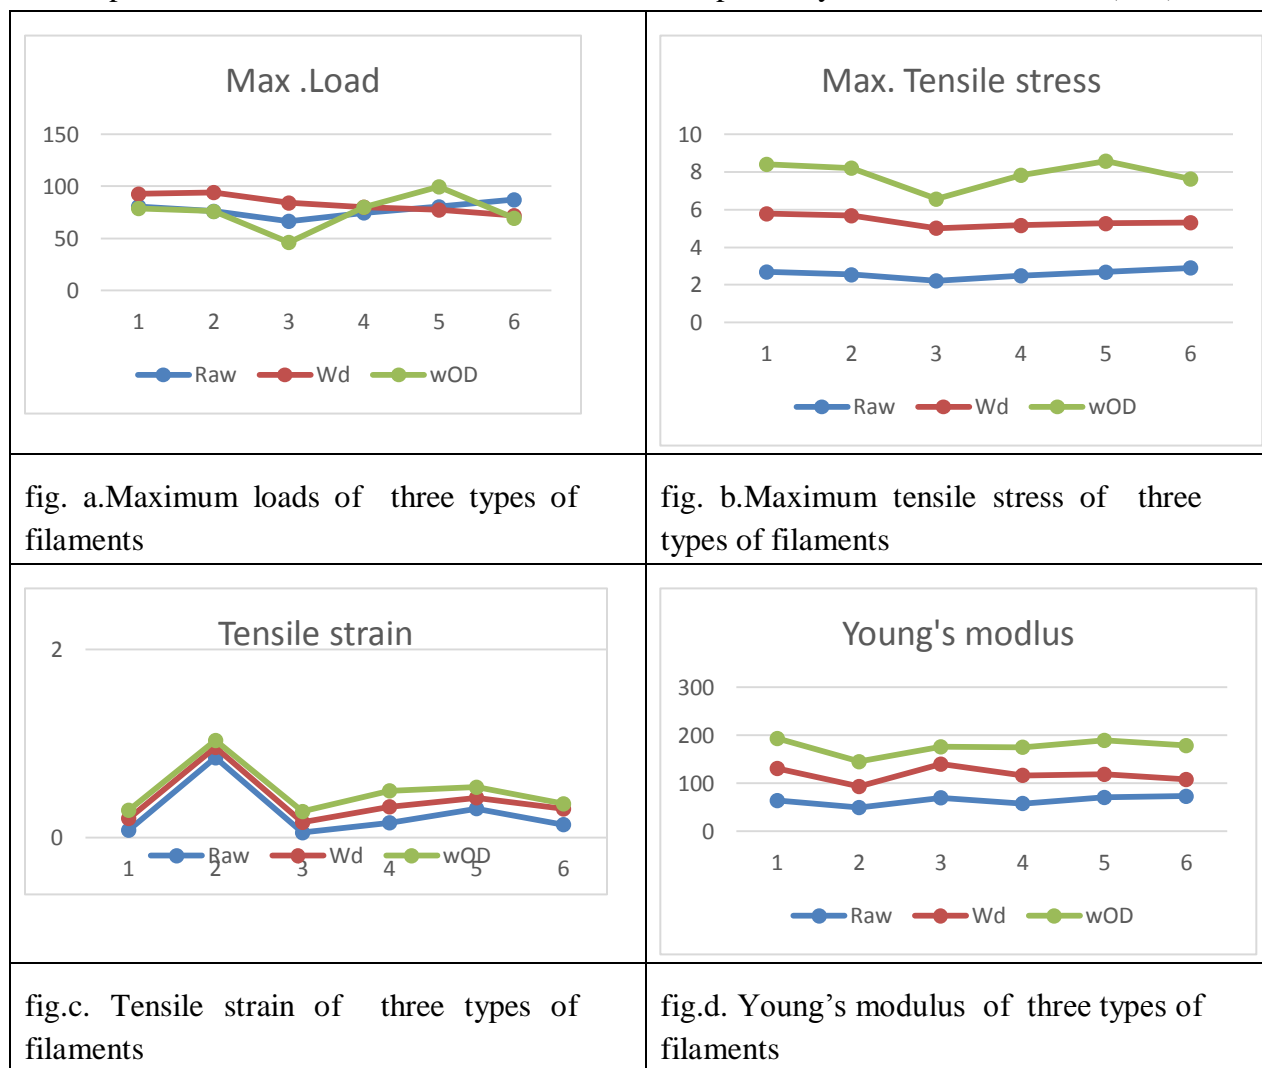 Max .Load
150
100
50
0
1 2 3 4 5 6
Raw Wd wOD
Max. Tensile stress
10
8
6
4
2
0
1 2 3 4 5 6
Raw Wd wOD
fig. a.Maximum loads of three types of
filaments
fig. b.Maximum tensile stress of three
types of filaments
Tensile strain
2
0
1 2 3 4 5 6
Raw Wd wOD
Young's modlus
300
200
100
0
1 2 3 4 5 6
Raw Wd wOD
fig.c. Tensile strain of three types of
filaments
fig.d. Young’s modulus of three types of
filaments